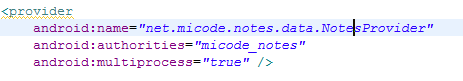 <provider
android:name="net.micode.notes.data.NotesProvider"
android:authorities="micode_notes"
android:multiprocess="true" />